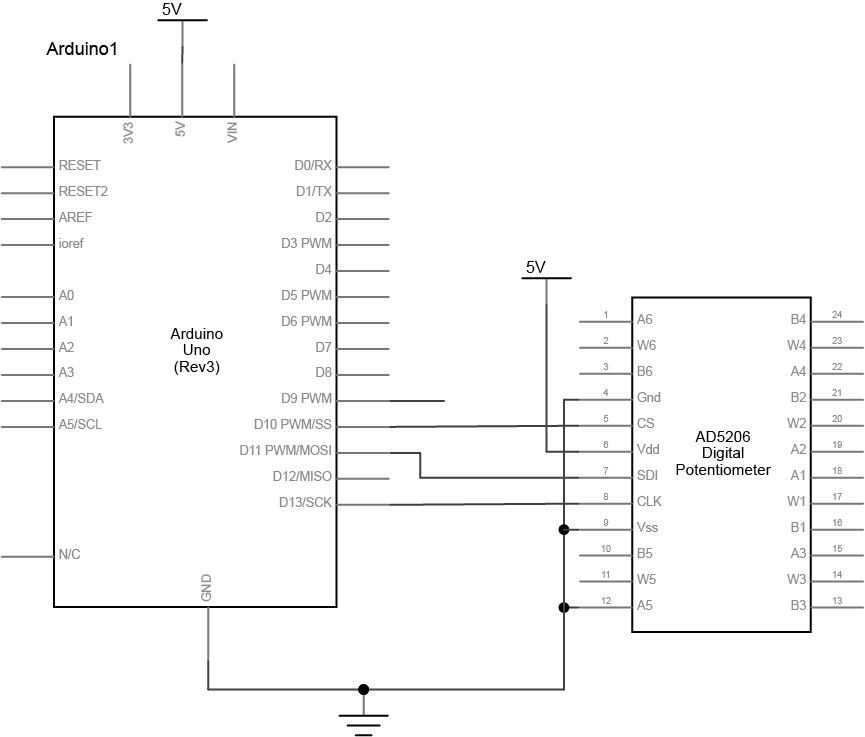 5V
Arduino1
3V3
5V
VIN
RESET
RESET2
AREF
ioref
A0
A1
A2
A3
A4/SDA
A5/SCL
N/C
Arduino
Uno
(Rev3)
D0/RX
D1/TX
D2
D3 PWM
D4
D5 PWM
D6 PWM
D7
D8
D9 PWM
D10 PWM/SS
D11 PWM/MOSI
D12/MISO
D13/SCK
GND
5V
1 A6
2 W6
3 B6
4 Gnd
5 CS
6 Vdd
7 SDI
8 CLK
9 Vss
10 B5
11 W5
12 A5
AD5206
Digital
Potentiometer
B4 24
W4 23
A4 22
B2 21
W2 20
A2 19
A1 18
W1 17
B1 16
A3 15
W3 14
B3 13